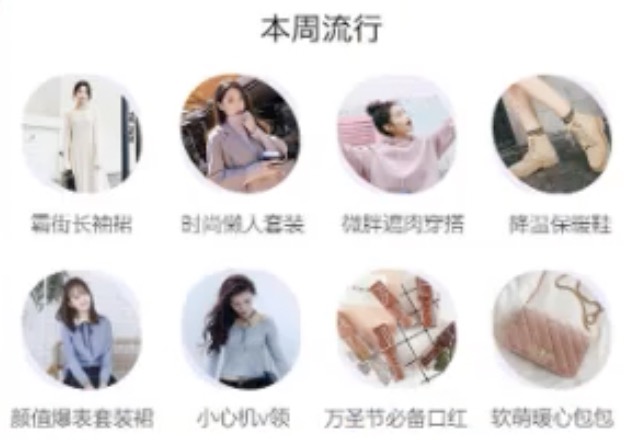 本周流行
霸街长袖裙
时尚懒人套装
微胖遮肉穿搭
降温保暖鞋
颜值爆表套装裙
小心机v领
万圣节必备口红
软萌暖心包包